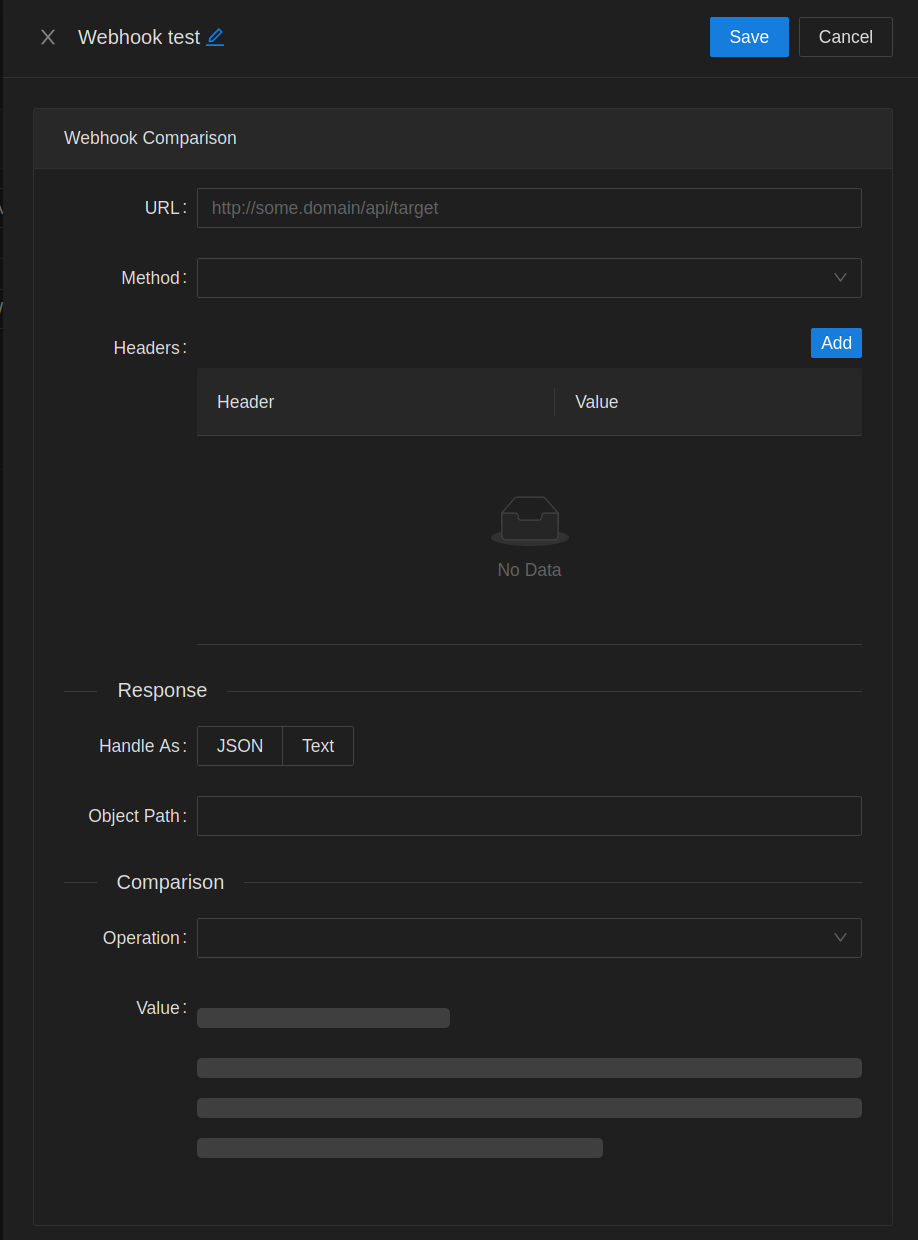 Webhook test
Save
Cancel
Webhook Comparison
URL:
http://some.domain/api/target
Method:
Headers:
Add
Header
Value
No Data
Response
Handle As:
JSON
Text
Object Path:
Comparison
Operation:
Value: